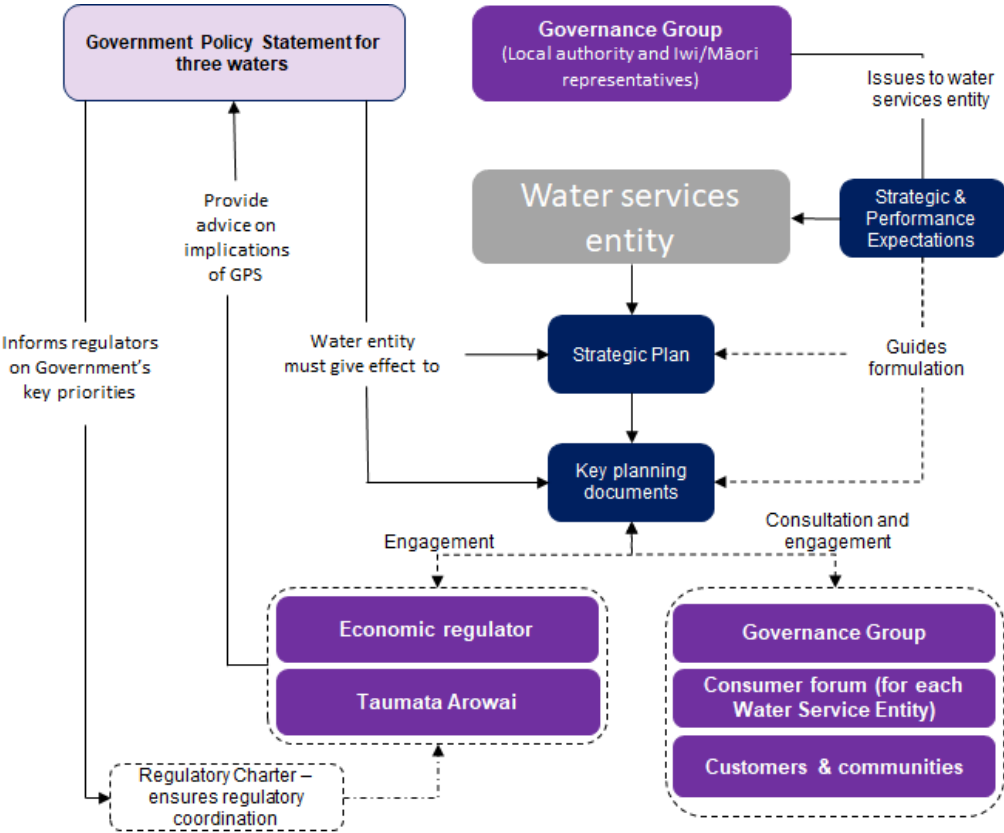 Government Policy Statement for
three waters
Governance Group
(Local authority and Iwi/Māori
representatives)
Issues to water
services entity
Provide
advice on
implications
of GPS
Water services
entity
Strategic &
Performance
Expectations
Informs regulators
on Government's
key priorities
Water entity
must give effect to
Strategic Plan
Guides
formulation
Key planning
documents
Engagement
Consultation and
engagement
Economic regulator
Taumata Arowai
Governance Group
Consumer forum (for each
Water Service Entity)
Customers & communities
Regulatory Charter –
ensures regulatory
coordination